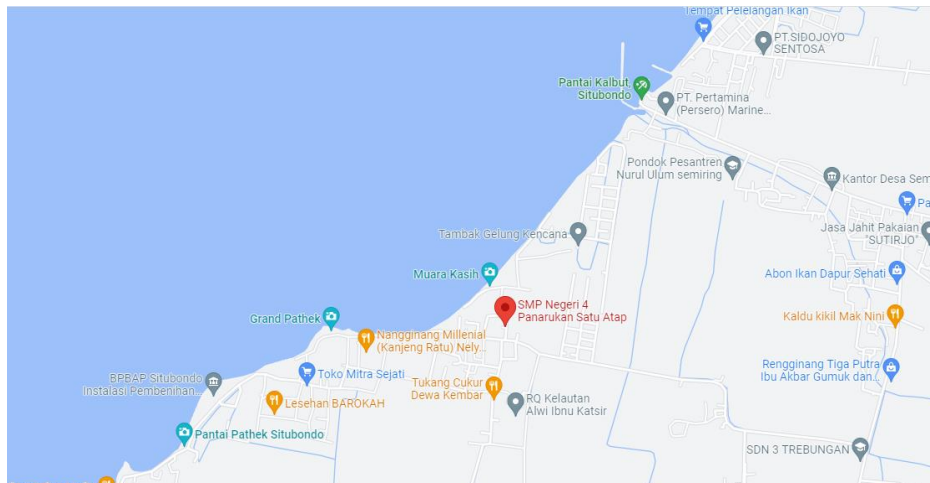 Tempat Pelelangan Ikan
PT.SIDOJOYO
SENTOSA
Pantai Kalbut,
Situbondo
PT. Pertamina
(Persero) Marine...
Pondok Pesantren
Nurul Ulum semiring
Kantor Desa Sem
Pa
Jasa Jahit Pakaian
"SUTIRJO"
Tambak Gelung Kencana
Muara Kasih
Abon Ikan Dapur Sehati
SMP Negeri 4
Panarukan Satu Atap
Kaldu kikil Mak Nini
Grand Pathek
Nangginang Millenial
(Kanjeng Ratu) Nely...
Rengginang Tiga Putra
Ibu Akbar Gumuk dan...
BPBAP Situbondo
Instalasi Pembenihan...
Toko Mitra Sejati
Tukang Cukur
Dewa Kembar
Lesehan BAROKAH
RQ Kelautan
Alwi Ibnu Katsir
Pantai Pathek Situbondo
SDN 3 TREBUNGAN